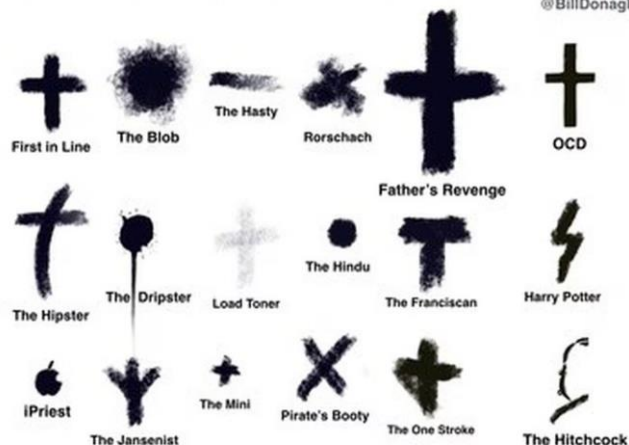 @BillDonagh
First in Line
The Blob
The Hasty
Rorschach
Father's Revenge
OCD
The Hipster
The Dripster
Load Toner
The Hindu
The Franciscan
Harry Potter
iPriest
The Jansenist
The Mini
Pirate's Booty
The One Stroke
The Hitchcock